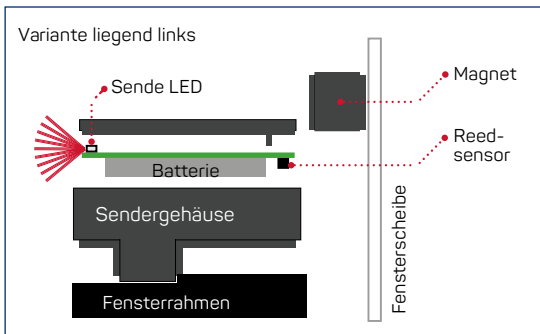 Variante liegend links
Sende LED
Magnet
Reed-
sensor
Batterie
Sendergehäuse
Fensterscheibe
Fensterrahmen